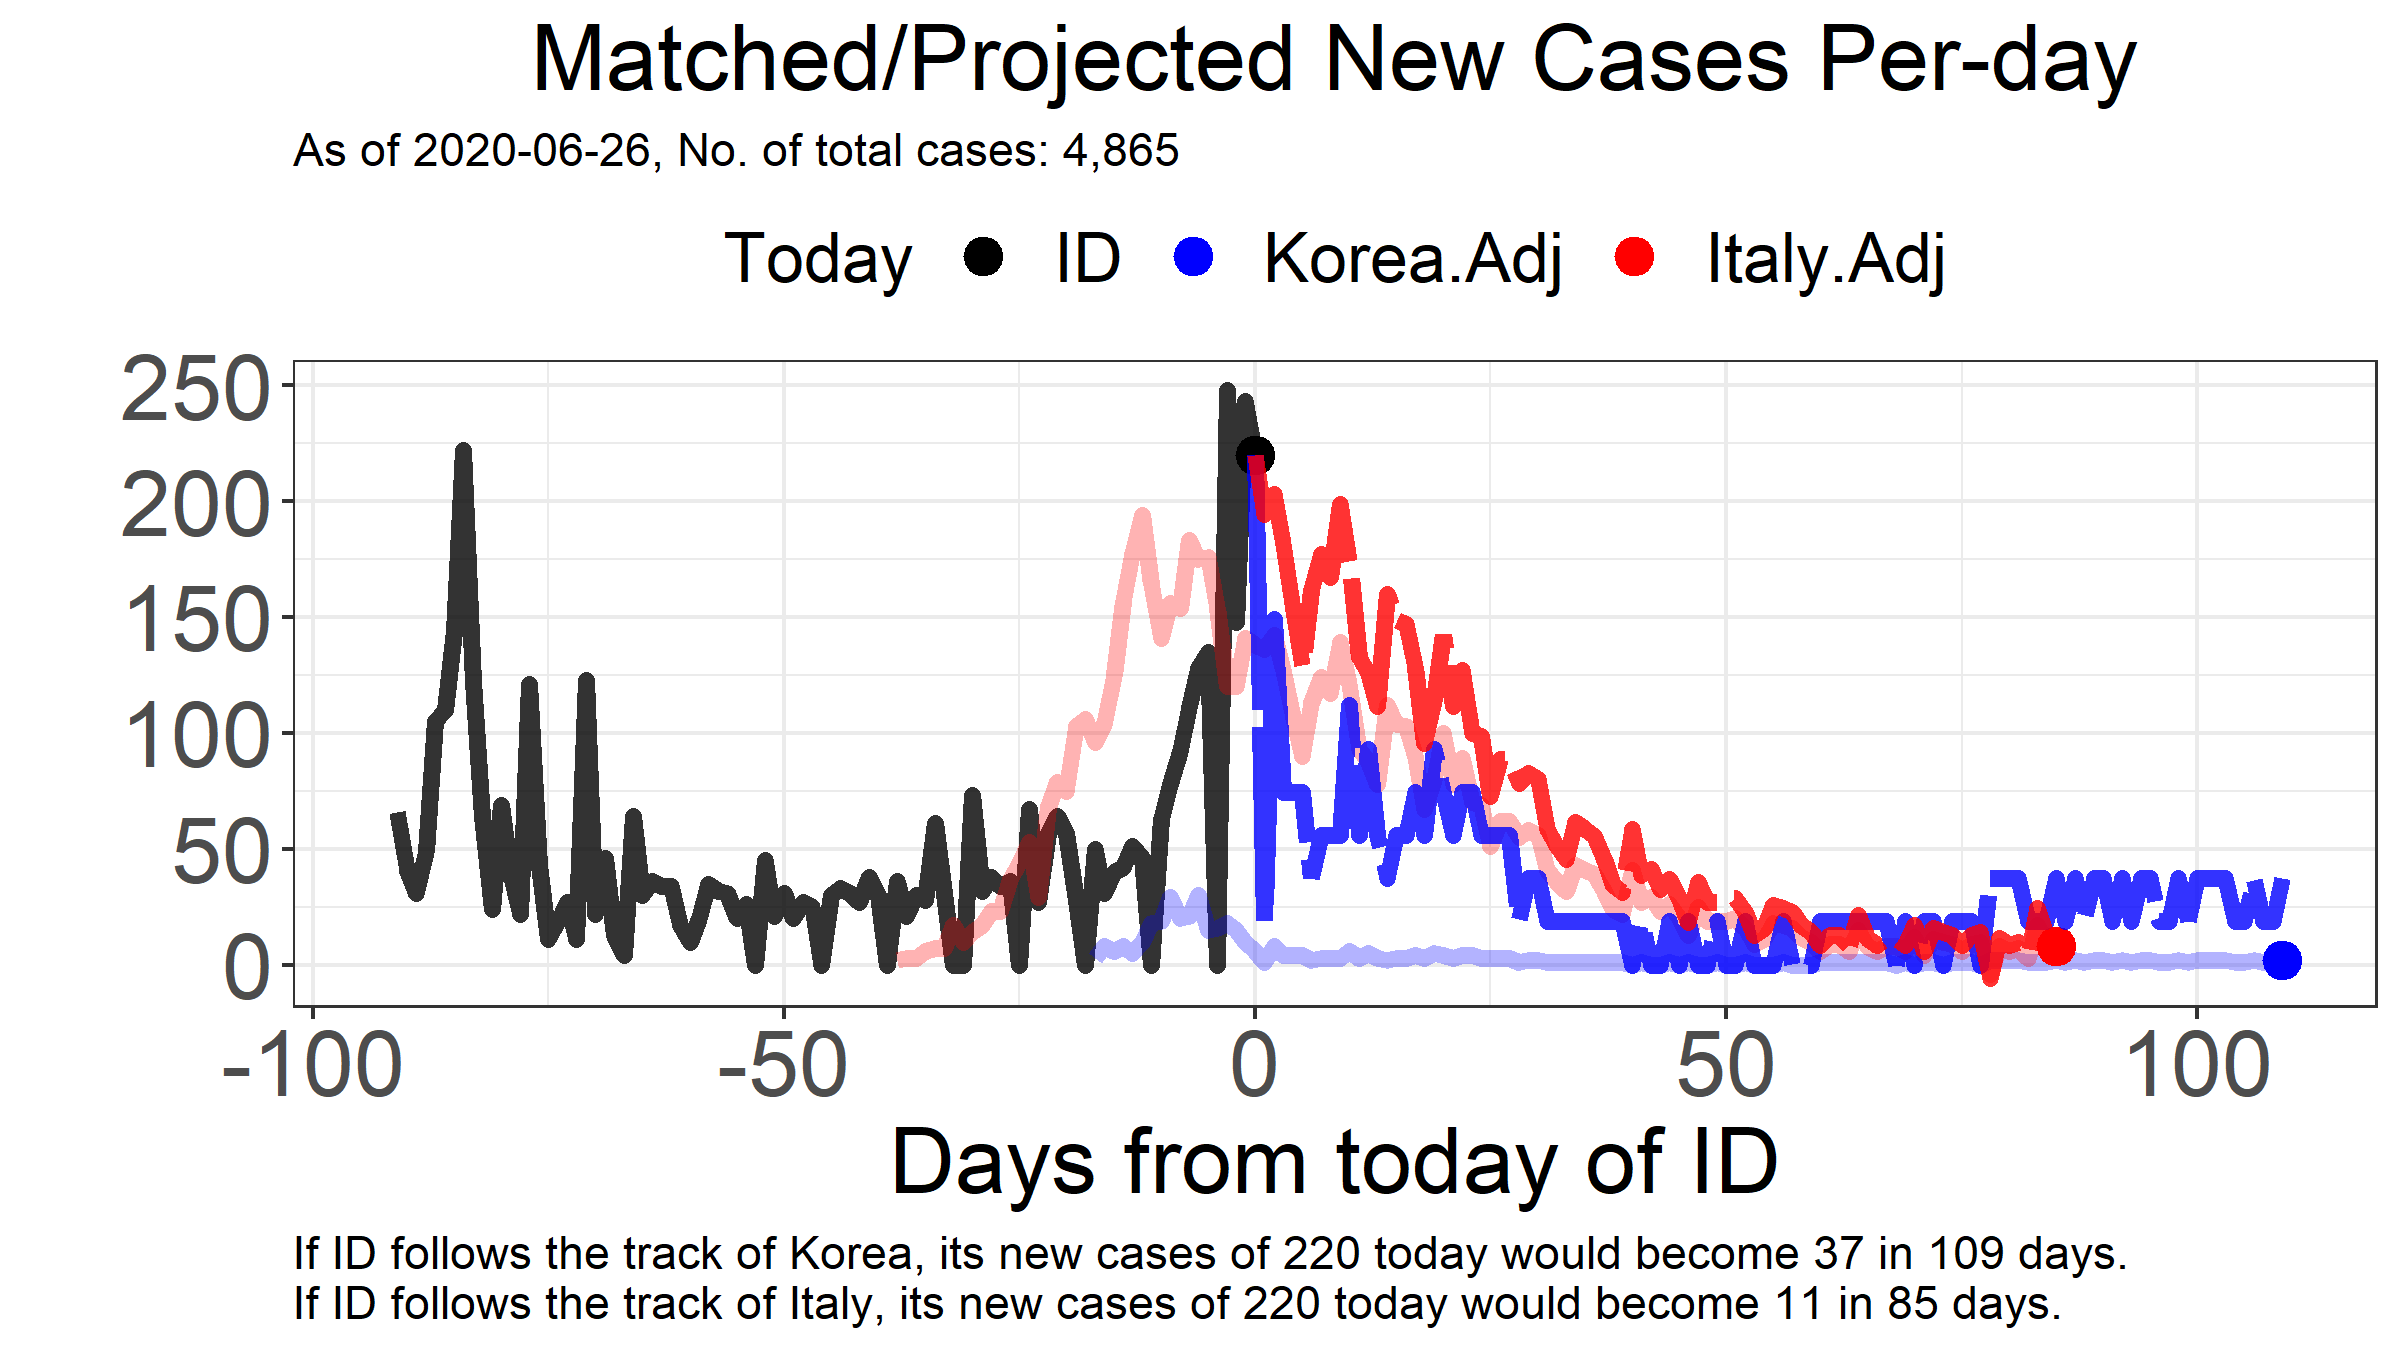 Matched/Projected New Cases Per-day
As of 2020-06-26, No. of total cases: 4,865
Today ID Korea.Adj Italy.Adj
250
200
150
100
50
0
-100 -50 0 50 100
Days from today of ID
If ID follows the track of Korea, its new cases of 220 today would become 37 in 109 days.
If ID follows the track of Italy, its new cases of 220 today would become 11 in 85 days.